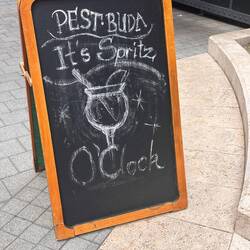 PEST-BUDA
It's Spritz
O'Clock